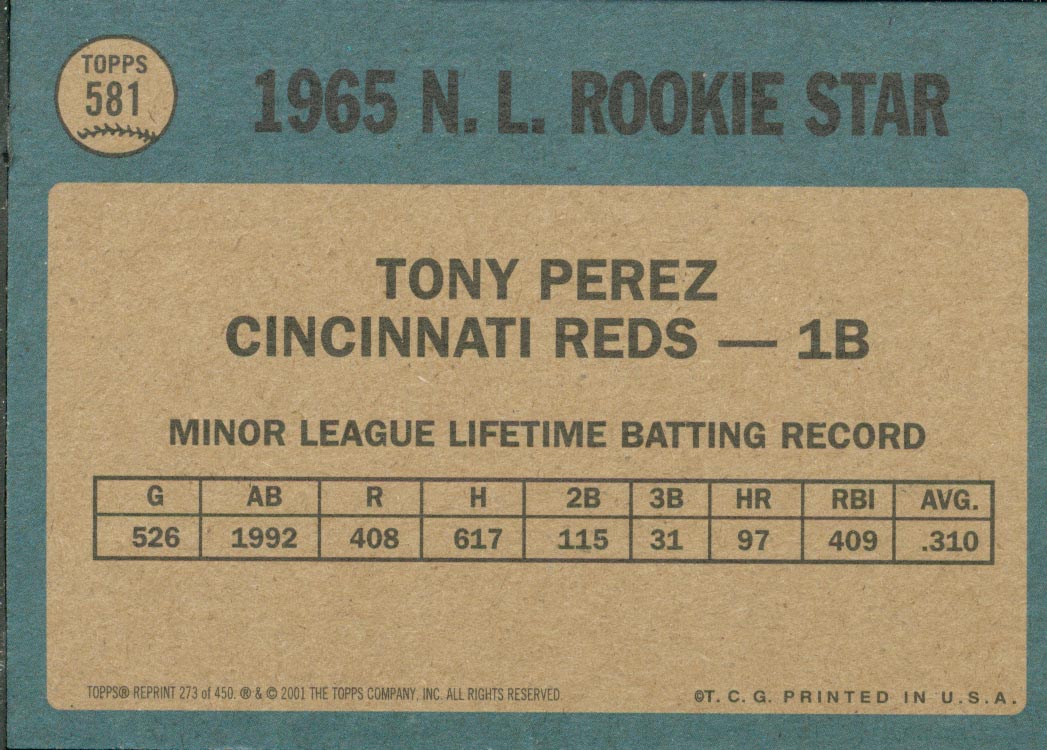 TOPPS
581
1965 N. L. ROOKIE STAR
TONY PEREZ
CINCINNATI REDS — 1B
MINOR LEAGUE LIFETIME BATTING RECORD
G AB R H 2B 3B HR RBI AVG.
526 1992 408 617 115 31 97 409 .310
TOPPS® REPRINT 273 of 450. ® & © 2001 THE TOPPS COMPANY, INC. ALL RIGHTS RESERVED.
©T. C. G. PRINTED IN U.S.A.